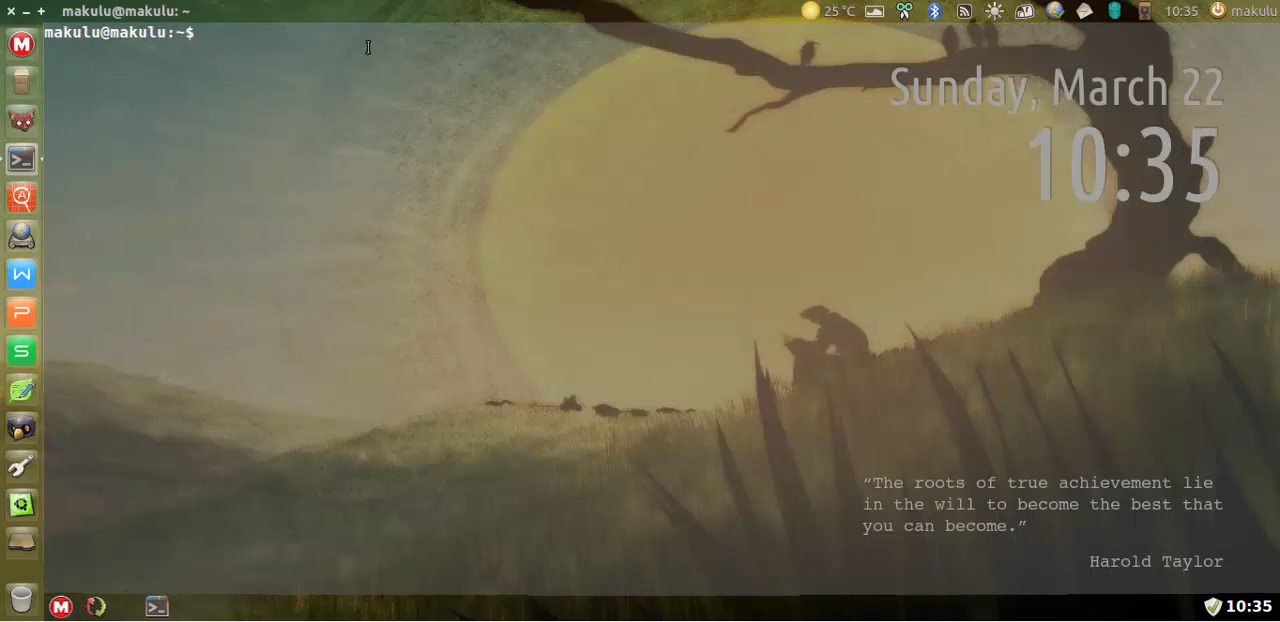 makulu@makulu: ~
25 °C
10:35
makulu
makulu@makulu:~$
Sunday, March 22
10:35
“The roots of true achievement lie
in the will to become the best that
you can become.”
Harold Taylor
10:35